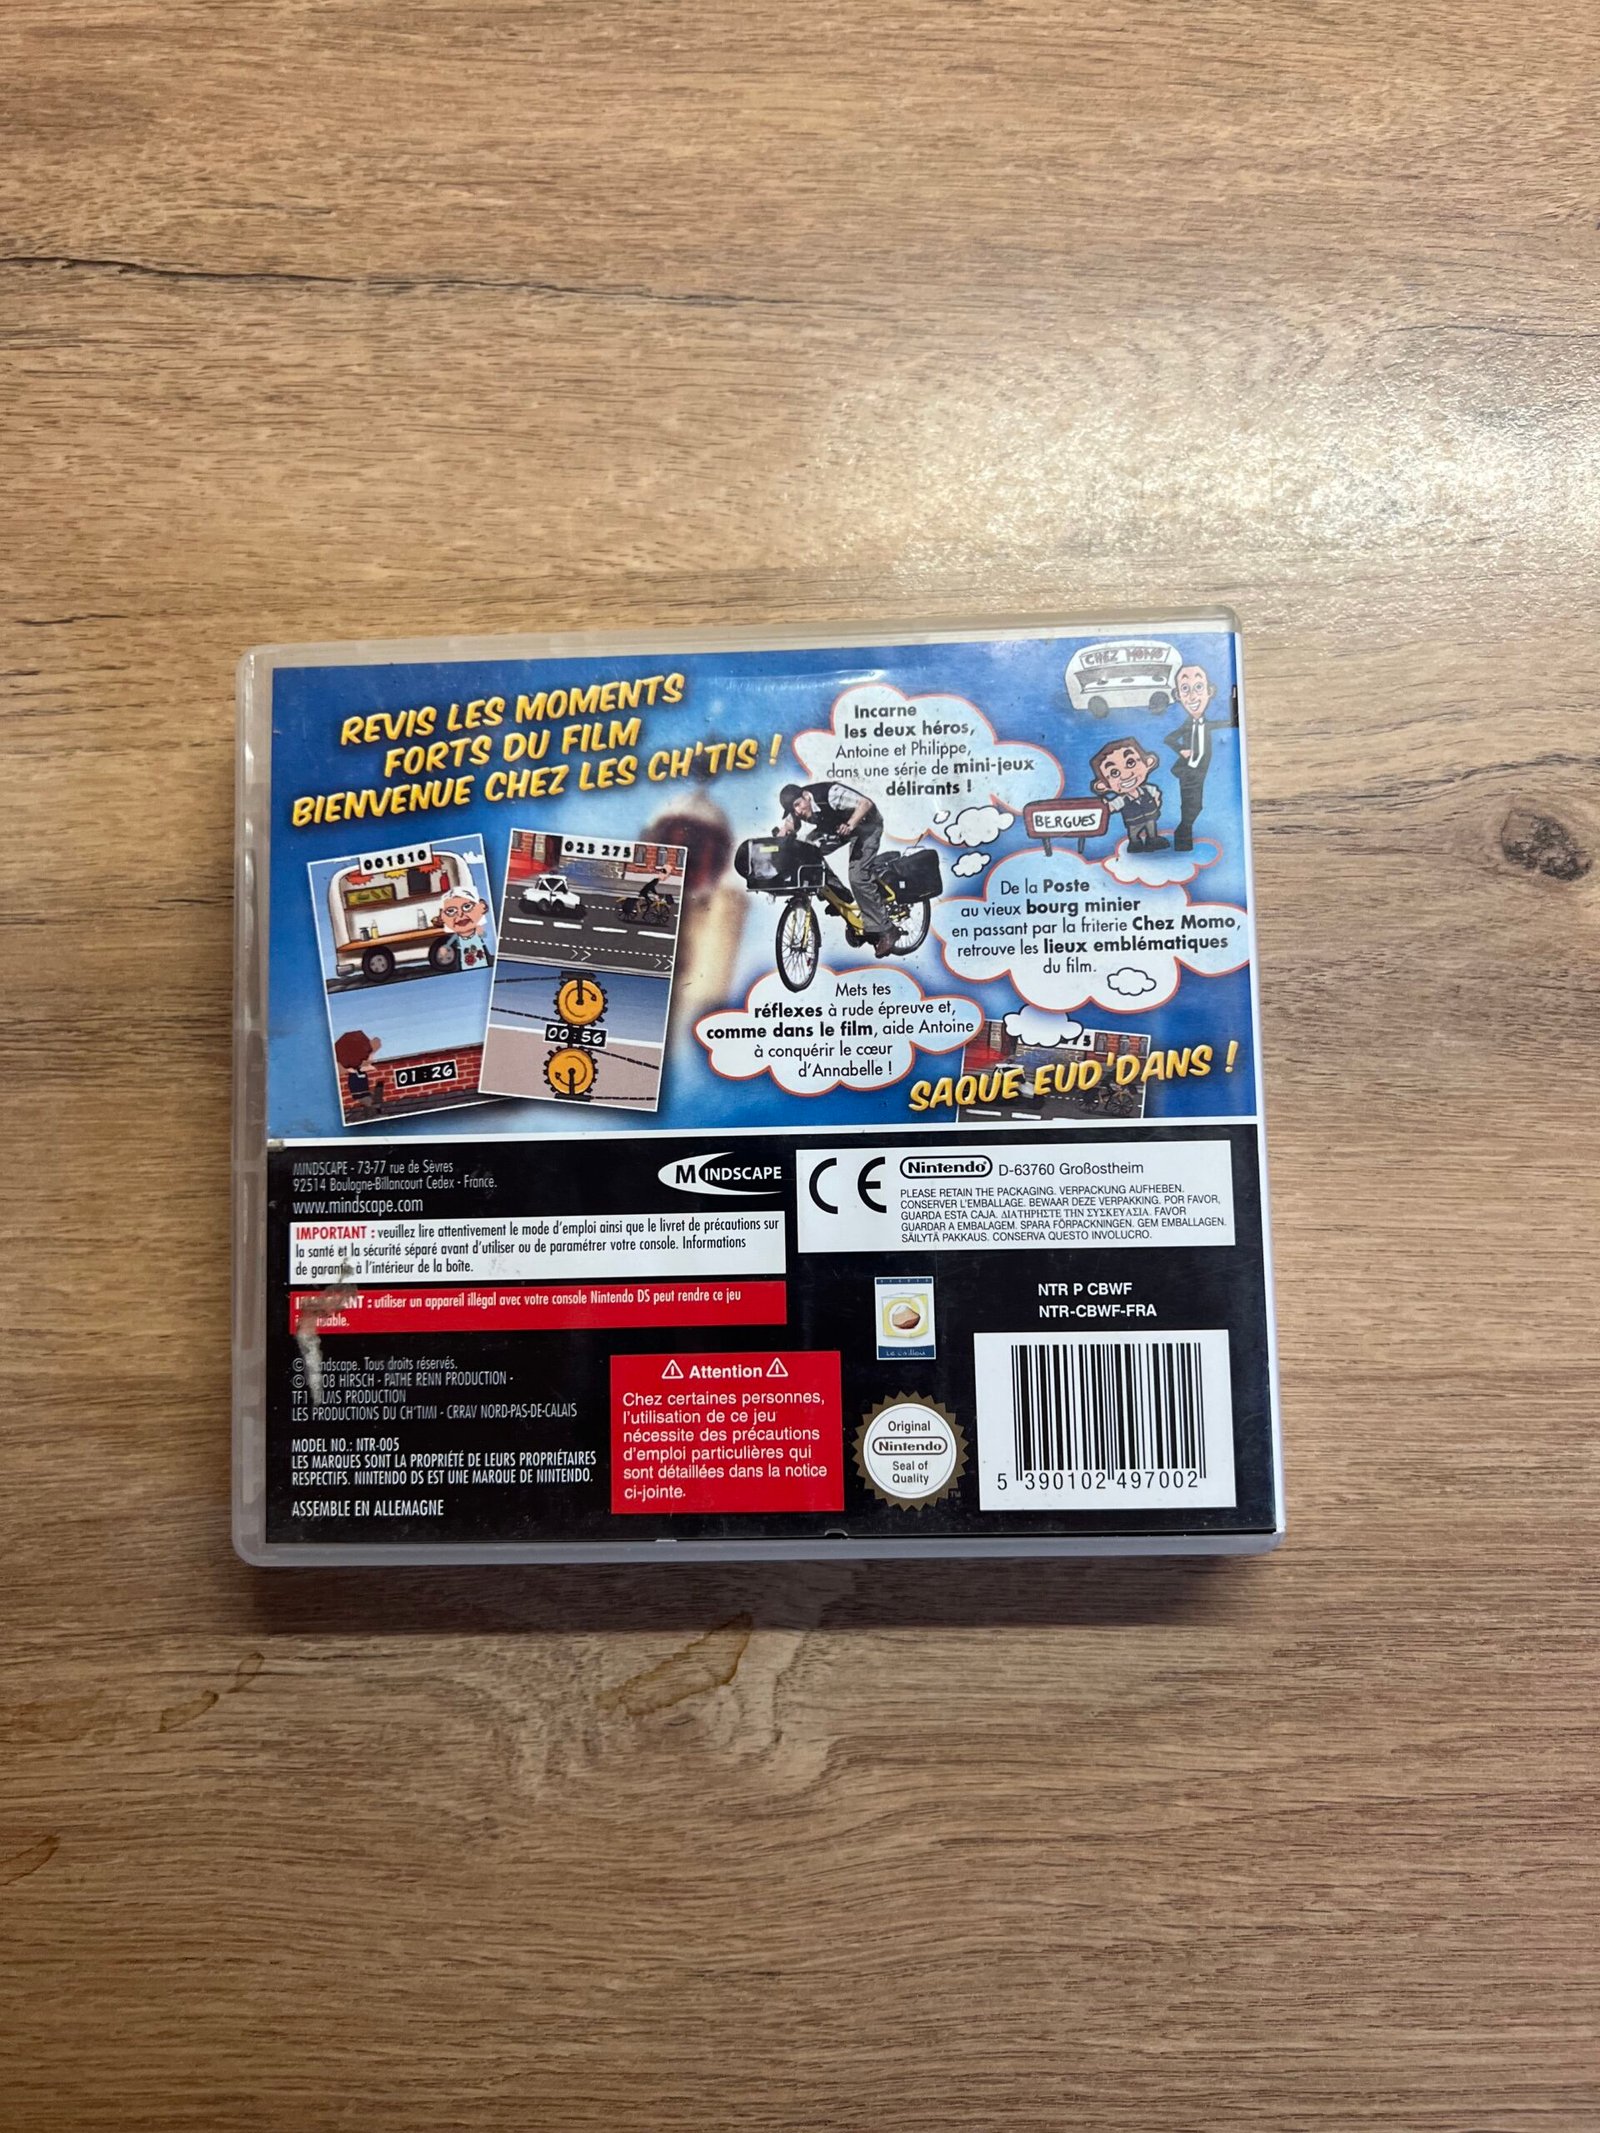 REVIS LES MOMENTS
FORTS DU FILM
BIENVENUE CHEZ LES CH'TIS !
001810
01:26
023 275
00:56
Incarne
les deux héros,
Antoine et Philippe,
dans une série de mini-jeux
délirants !
CHEZ MOMO
BERGUES
De la Poste
au vieux bourg minier
en passant par la friterie Chez Momo,
retrouve les lieux emblématiques
du film.
Mets tes
réflexes à rude épreuve et,
comme dans le film, aide Antoine
à conquérir le cœur
d'Annabelle !
SAQUE EUD'DANS !
MINDSCAPE - 73-77 rue de Sèvres
92514 Boulogne-Billancourt Cedex - France.
www.mindscape.com
MINDSCAPE
IMPORTANT : veuillez lire attentivement le mode d'emploi ainsi que le livret de précautions sur
la santé et la sécurité séparé avant d'utiliser ou de paramétrer votre console. Informations
de garantie à l'intérieur de la boîte.
: utiliser un appareil illégal avec votre console Nintendo DS peut rendre ce jeu
© Tous droits réservés.
© HIRSCH - PATHE RENN PRODUCTION -
TF1 PRODUCTION
LES PRODUCTIONS DU CH'TIMI - CRRAV NORD-PAS-DE-CALAIS
MODEL NO.: NTR-005
LES MARQUES SONT LA PROPRIÉTÉ DE LEURS PROPRIÉTAIRES
RESPECTIFS. NINTENDO DS EST UNE MARQUE DE NINTENDO.
ASSEMBLE EN ALLEMAGNE
⚠ Attention ⚠
Chez certaines personnes,
l'utilisation de ce jeu
nécessite des précautions
d'emploi particulières qui
sont détaillées dans la notice
ci-jointe.
CE
Nintendo D-63760 Großostheim
PLEASE RETAIN THE PACKAGING. VERPACKUNG AUFHEBEN.
CONSERVER L'EMBALLAGE. BEWAAR DEZE VERPAKKING. POR FAVOR,
GUARDA ESTA CAJA. ΔΙΑΤΗΡΗΣΤΕ ΤΗΝ ΣΥΣΚΕΥΑΣΙΑ. FAVOR
GUARDAR A EMBALAGEM. SPARA FÖRPACKNINGEN. GEM EMBALLAGEN.
SÄILYTÄ PAKKAUS. CONSERVA QUESTO INVOLUCRO.
Le caillou
NTR P CBWF
NTR-CBWF-FRA
Original
Nintendo
Seal of
Quality
TM
5 390102 497002